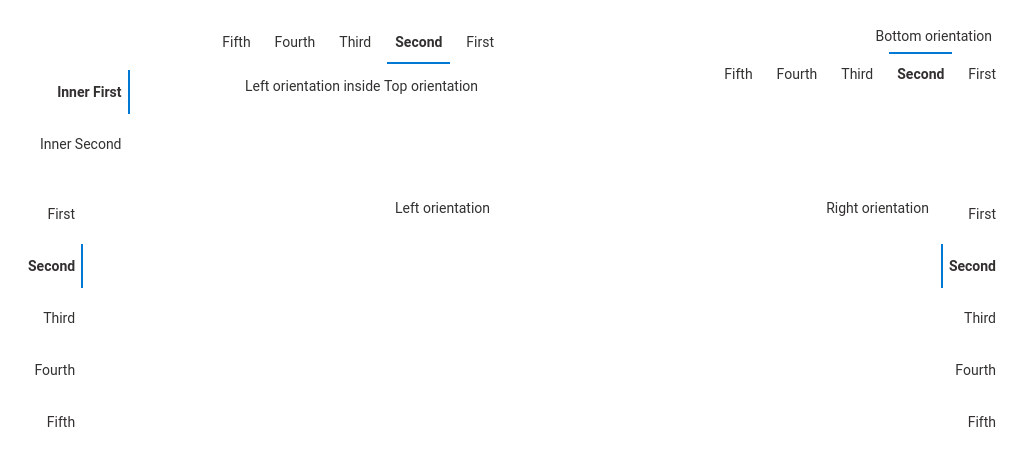 Fifth Fourth Third Second First
Left orientation inside Top orientation
Inner First
Inner Second
Bottom orientation
Fifth Fourth Third Second First
First
Second
Third
Fourth
Fifth
Left orientation
Right orientation
First
Second
Third
Fourth
Fifth